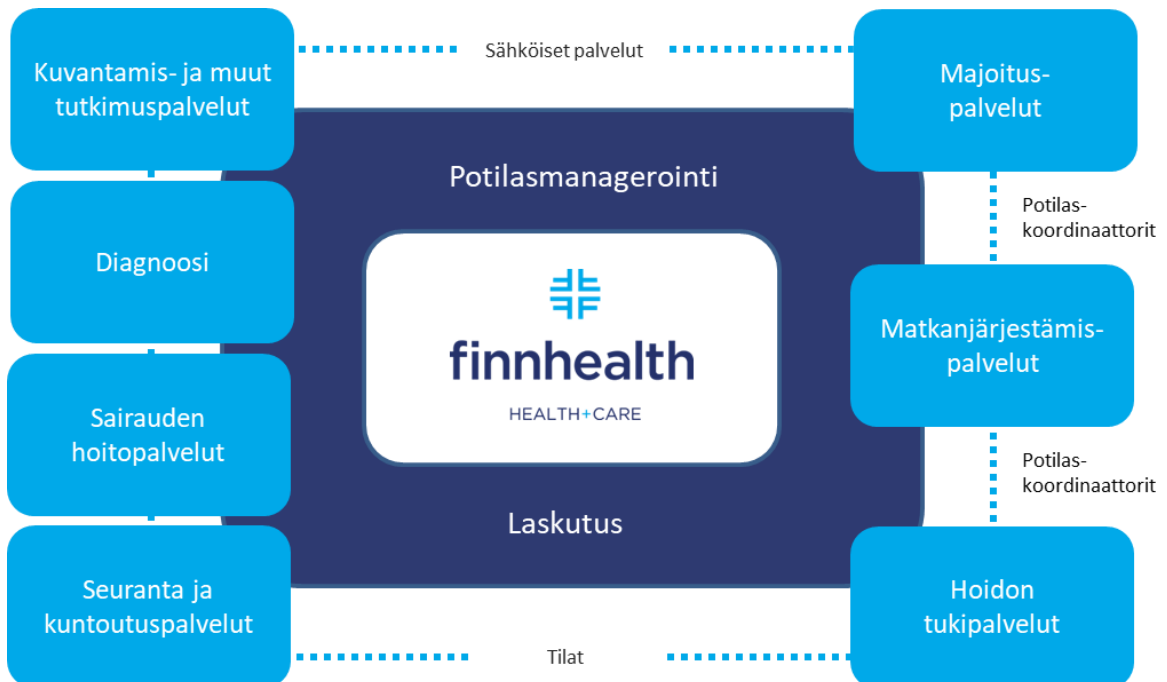 Kuvantamis- ja muut
tutkimuspalvelut
Sähköiset palvelut
Majoitus-
palvelut
Potilasmanagerointi
Potilas-
koordinaattorit
Diagnoosi
finnhealth
HEALTH+CARE
Matkanjärjestämis-
palvelut
Sairauden
hoitopalvelut
Potilas-
koordinaattorit
Laskutus
Seuranta ja
kuntoutuspalvelut
Hoidon
tukipalvelut
Tilat